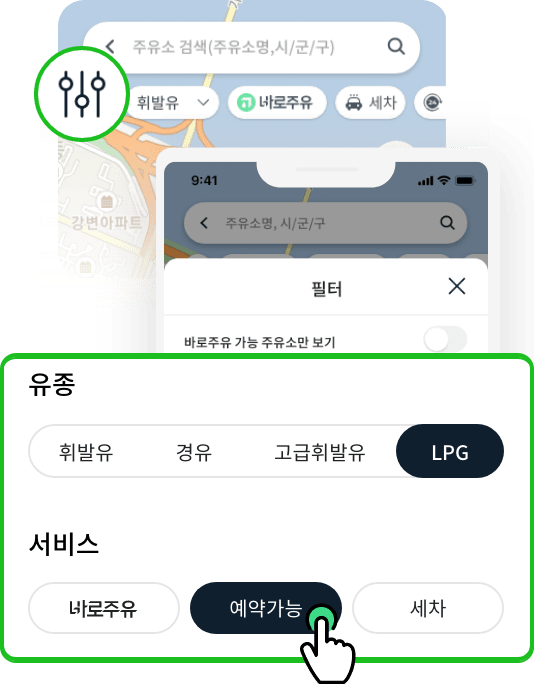 주유소 검색(주유소명,시/군/구)
휘발유
바로주유
세차
24
강변아파트
9:41
주유소명, 시/군/구
필터
바로주유 가능 주유소만 보기
유종
휘발유 경유 고급휘발유 LPG
서비스
바로주유 예약가능 세차